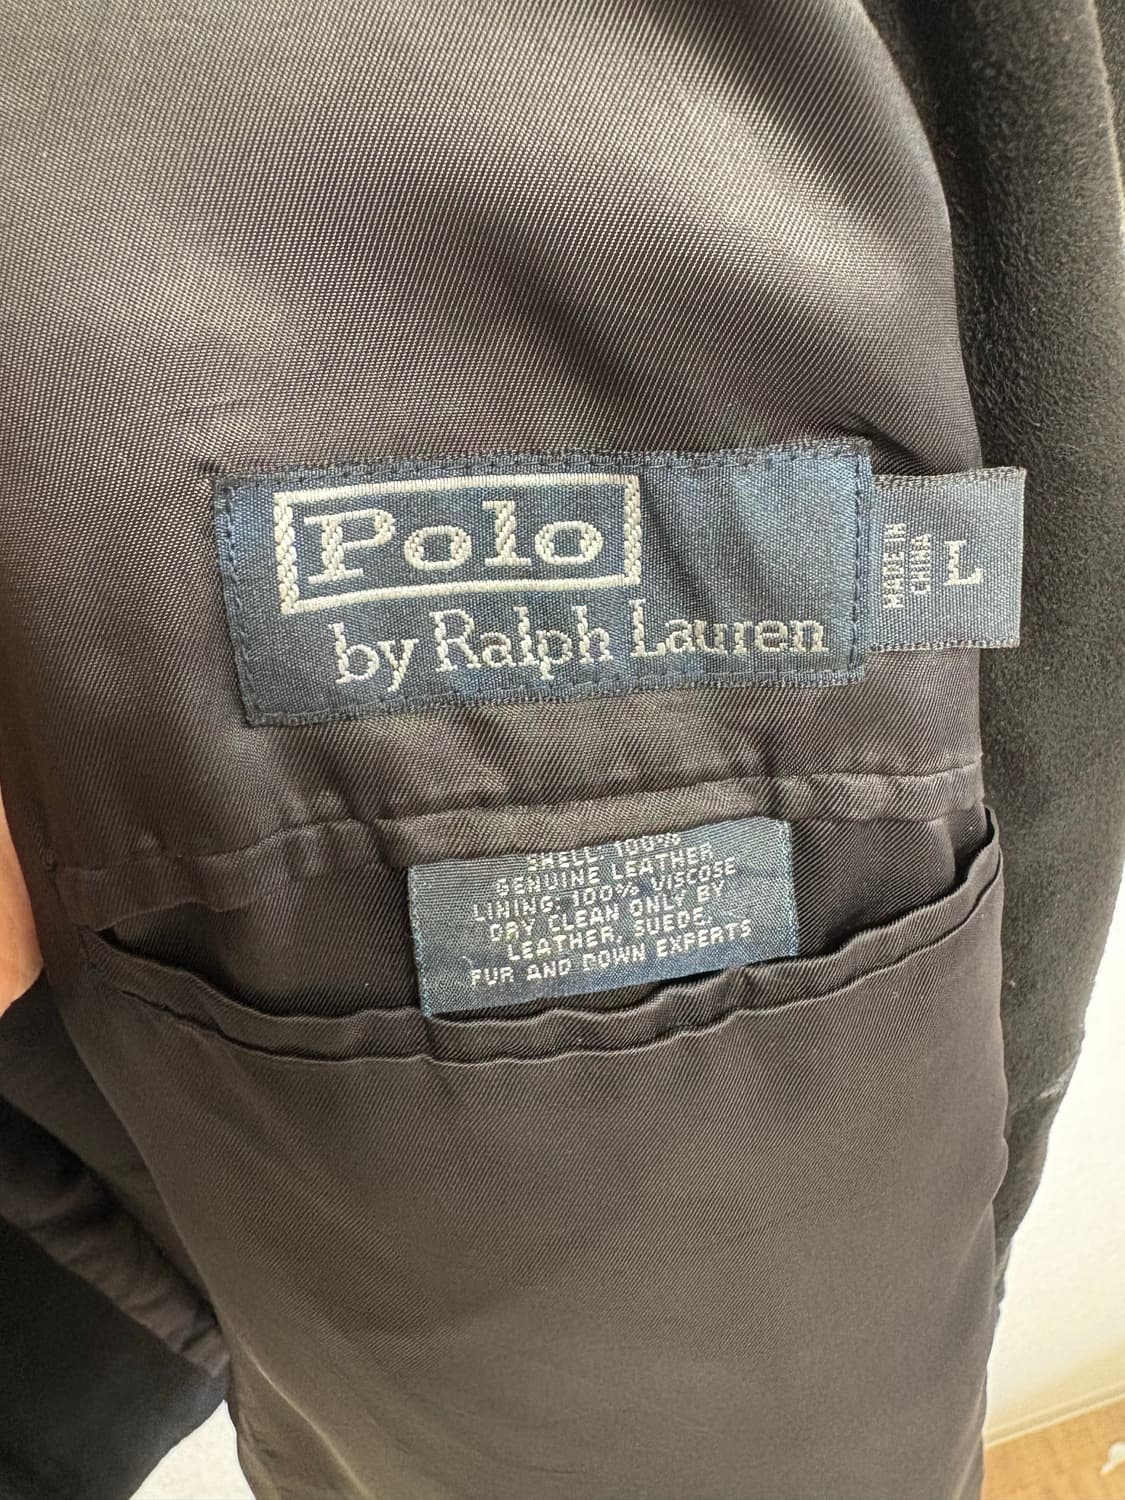 Polo
by Ralph Lauren
MADE IN
CHINA
L
SHELL: 100%
GENUINE LEATHER
LINING: 100% VISCOSE
DRY CLEAN ONLY BY
LEATHER, SUEDE,
FUR AND DOWN EXPERTS